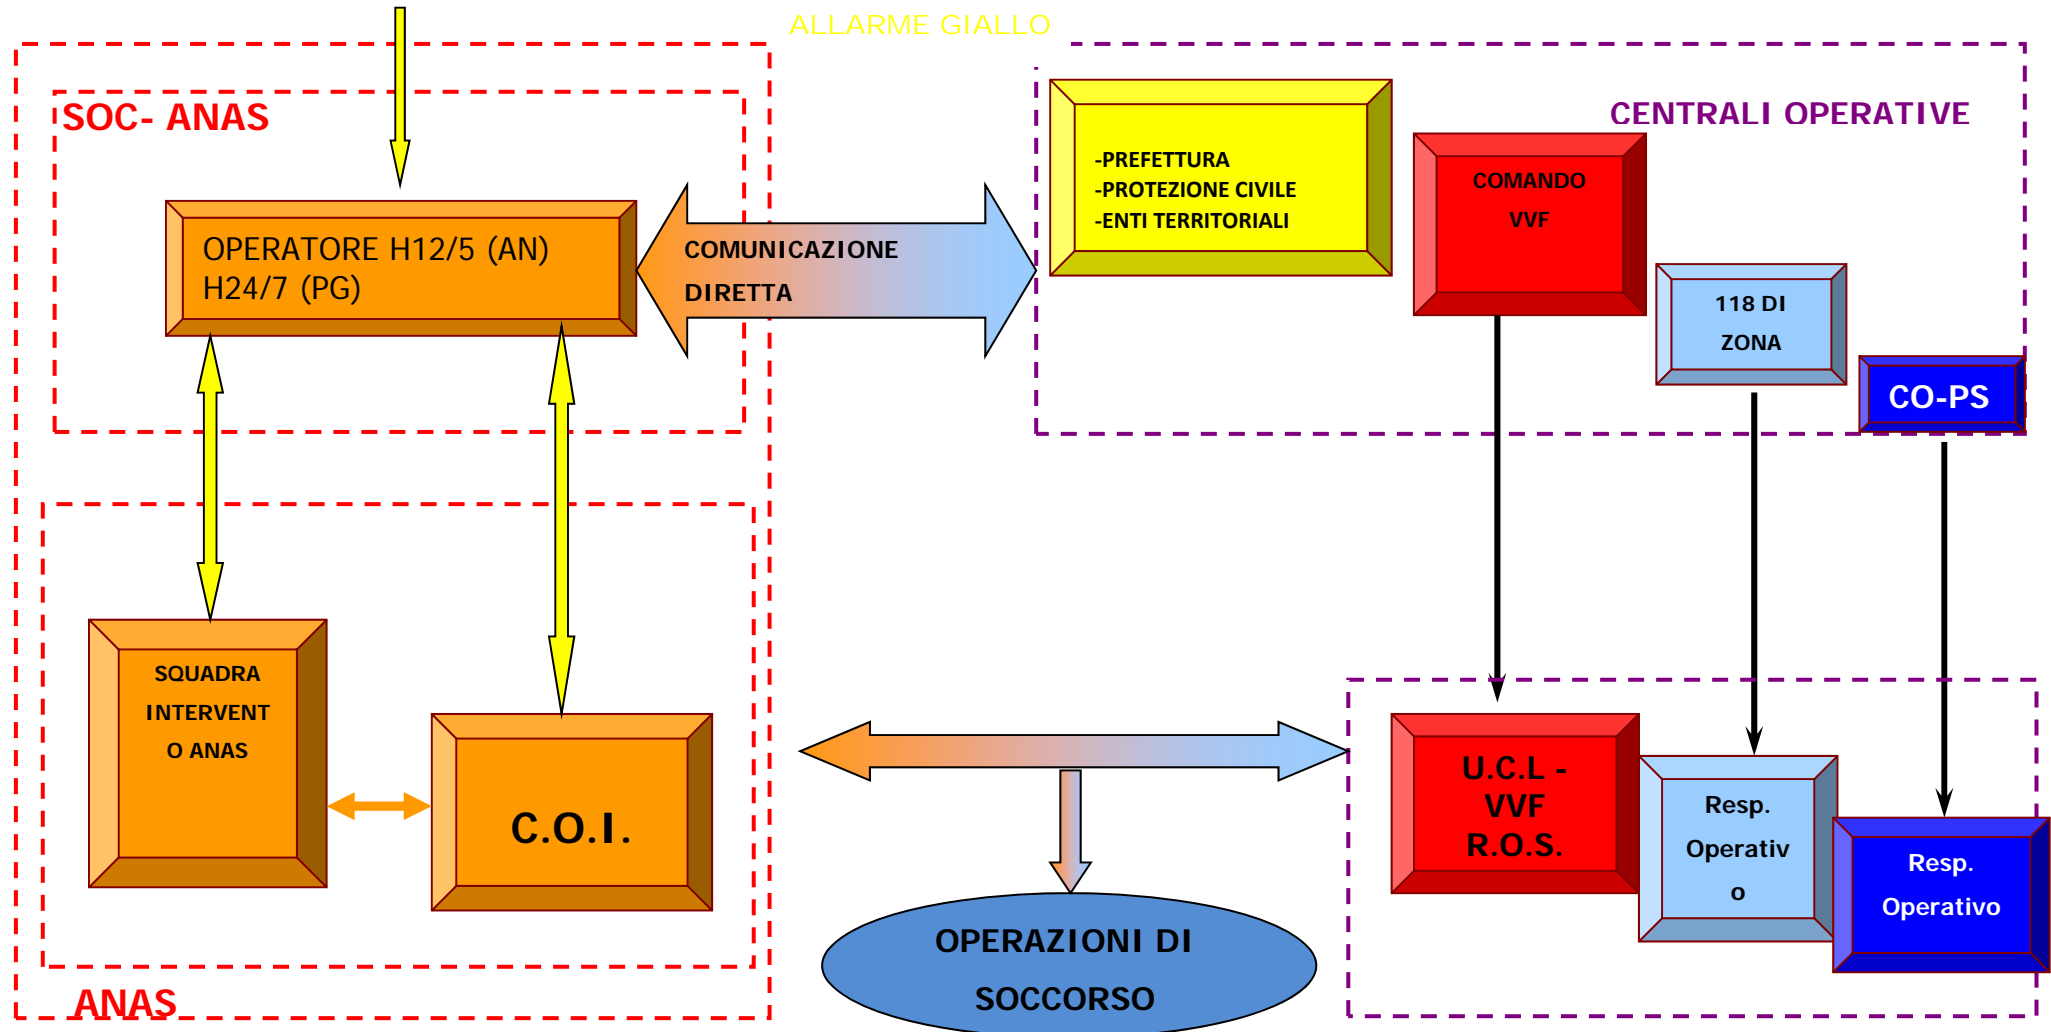 ALLARME GIALLO
SOC- ANAS
CENTRALI OPERATIVE
-PREFETTURA
-PROTEZIONE CIVILE
-ENTI TERRITORIALI
COMANDO
VVF
OPERATORE H12/5 (AN)
H24/7 (PG)
COMUNICAZIONE
DIRETTA
118 DI
ZONA
CO-PS
SQUADRA
INTERVENT
O ANAS
C.O.I.
U.C.L -
VVF
R.O.S.
Resp.
Operativ
o
Resp.
Operativo
OPERAZIONI DI
SOCCORSO
ANAS